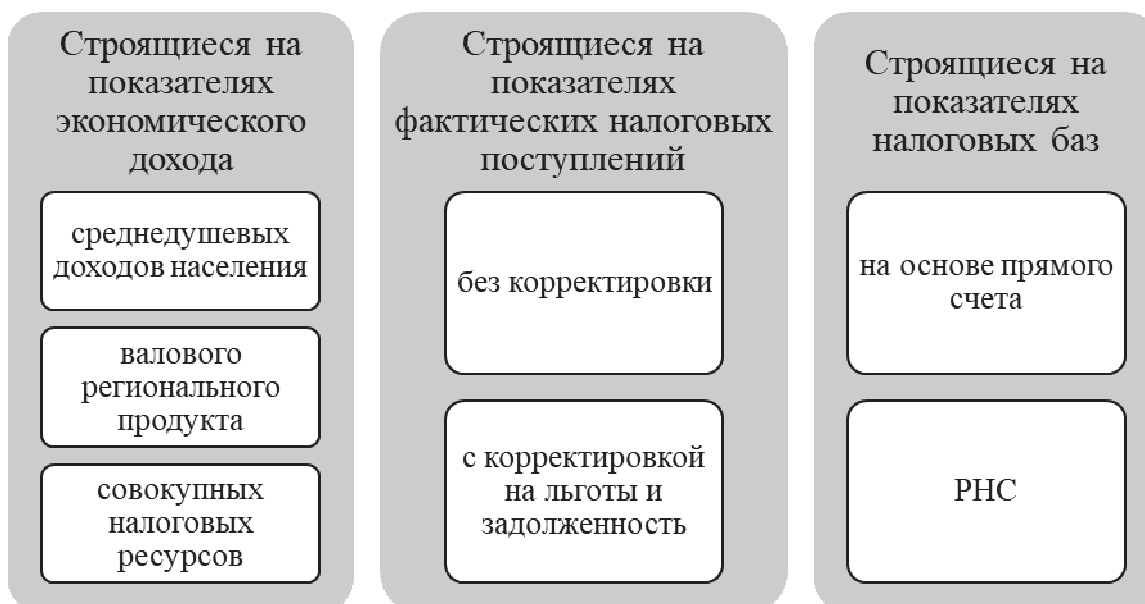 Строящиеся на
показателях
экономического
дохода
среднедушевых
доходов населения
валового
регионального
продукта
совокупных
налоговых
ресурсов
Строящиеся на
показателях
фактических налоговых
поступлений
без корректировки
с корректировкой
на льготы и
задолженность
Строящиеся на
показателях
налоговых баз
на основе прямого
счета
РНС